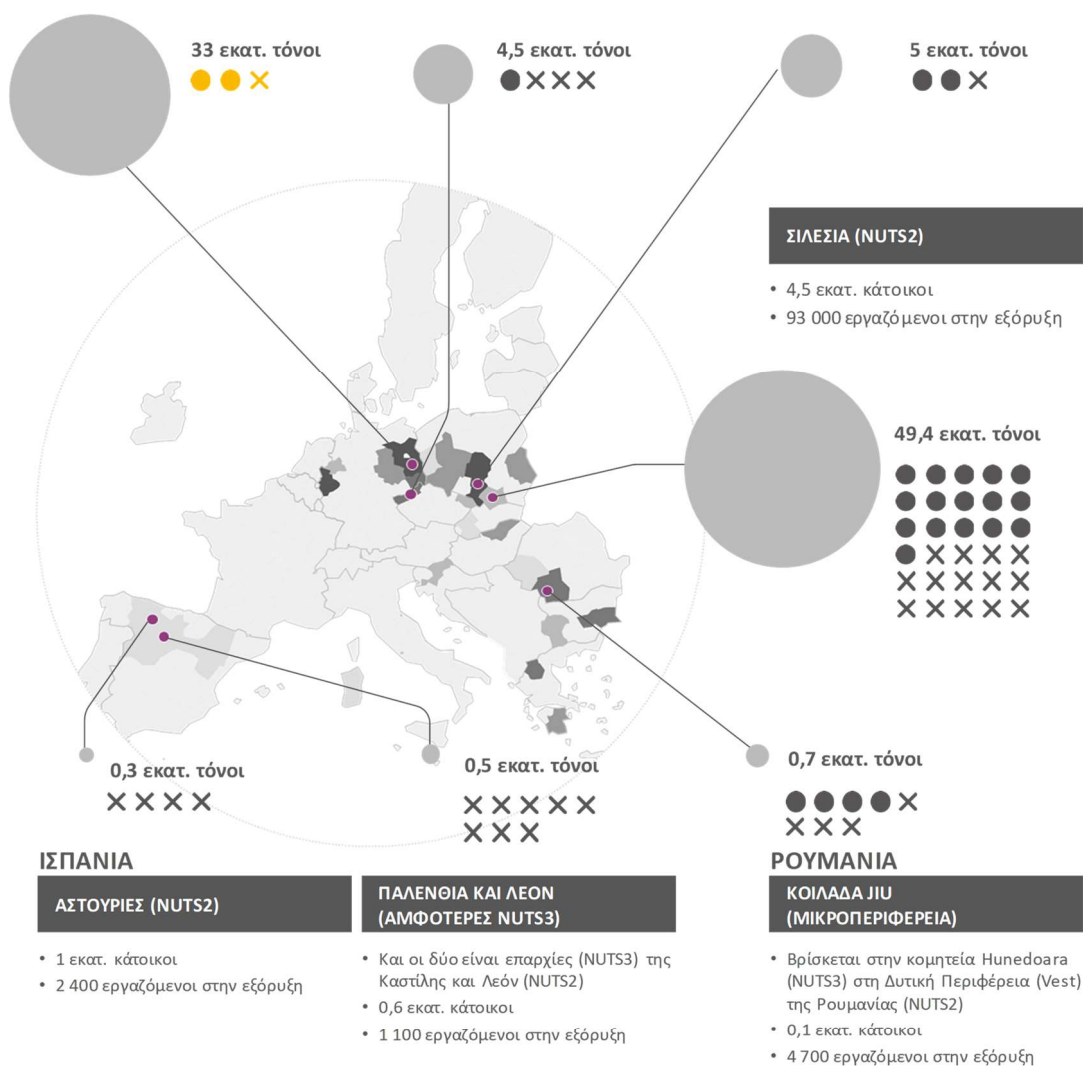 33 εκατ. τόνοι
4,5 εκατ. τόνοι
5 εκατ. τόνοι
ΣΙΛΕΣΙΑ (NUTS2)
• 4,5 εκατ. κάτοικοι
• 93 000 εργαζόμενοι στην εξόρυξη
49,4 εκατ. τόνοι
0,3 εκατ. τόνοι
0,5 εκατ. τόνοι
0,7 εκατ. τόνοι
ΙΣΠΑΝΙΑ
ΑΣΤΟΥΡΙΕΣ (NUTS2)
• 1 εκατ. κάτοικοι
• 2 400 εργαζόμενοι στην εξόρυξη
ΠΑΛΕΝΘΙΑ ΚΑΙ ΛΕΟΝ
(ΑΜΦΟΤΕΡΕΣ NUTS3)
• Και οι δύο είναι επαρχίες (NUTS3) της
Καστίλης και Λεόν (NUTS2)
• 0,6 εκατ. κάτοικοι
• 1 100 εργαζόμενοι στην εξόρυξη
ΡΟΥΜΑΝΙΑ
ΚΟΙΛΑΔΑ JIU
(ΜΙΚΡΟΠΕΡΙΦΕΡΕΙΑ)
• Βρίσκεται στην κομητεία Hunedoara
(NUTS3) στη Δυτική Περιφέρεια (Vest)
της Ρουμανίας (NUTS2)
• 0,1 εκατ. κάτοικοι
• 4 700 εργαζόμενοι στην εξόρυξη